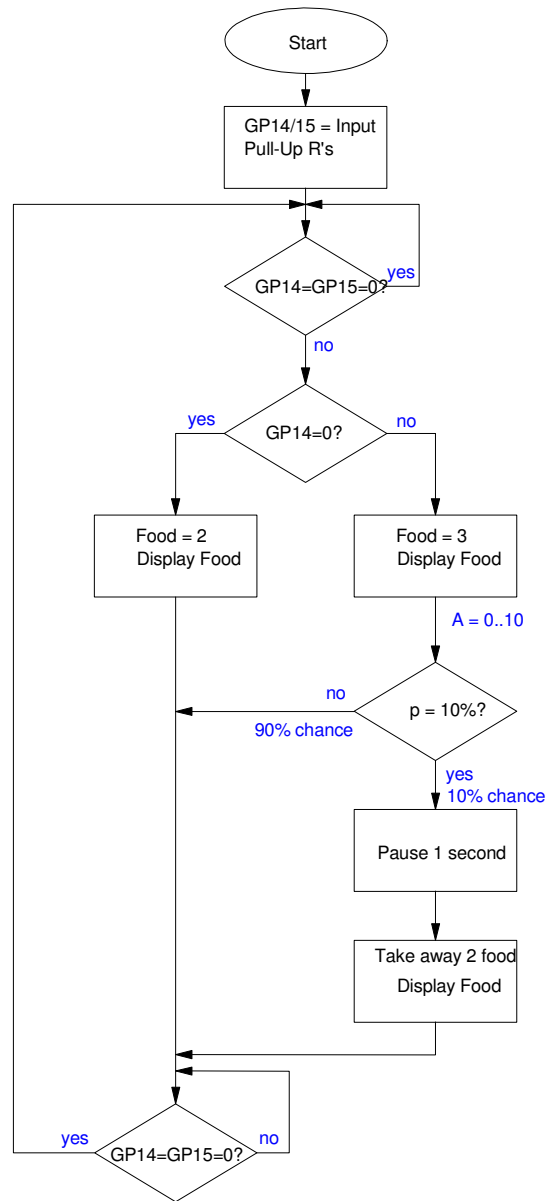 Start
GP14/15 = Input
Pull-Up R's
GP14=GP15=0?
yes
no
GP14=0?
yes
no
Food = 2
Display Food
Food = 3
Display Food
A = 0..10
p = 10%?
no
90% chance
yes
10% chance
Pause 1 second
Take away 2 food
Display Food
GP14=GP15=0?
yes
no